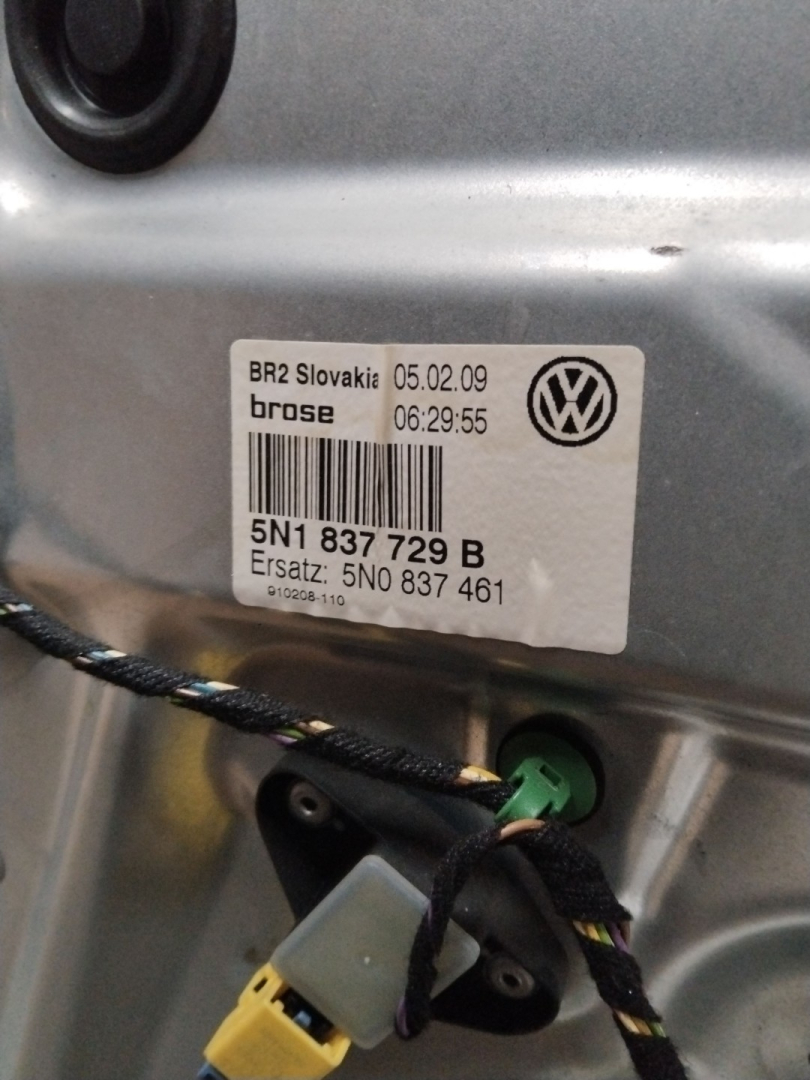 BR2 Slovakia 05.02.09
brose 06:29:55
5N1 837 729 B
Ersatz: 5N0 837 461
910208-110